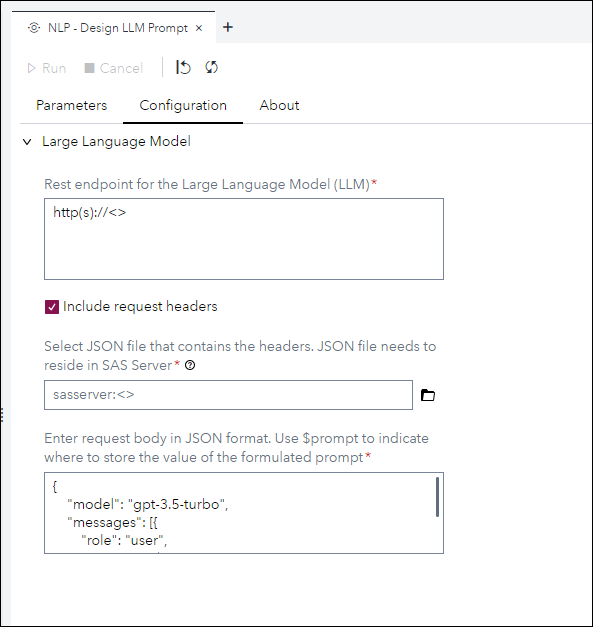 NLP - Design LLM Prompt × +
Run Cancel
Parameters Configuration About
Large Language Model
Rest endpoint for the Large Language Model (LLM)*
http(s)://<>
Include request headers
Select JSON file that contains the headers. JSON file needs to
reside in SAS Server*
sasserver:<>
Enter request body in JSON format. Use $prompt to indicate
where to store the value of the formulated prompt*
{
"model": "gpt-3.5-turbo",
"messages": [{
"role": "user",